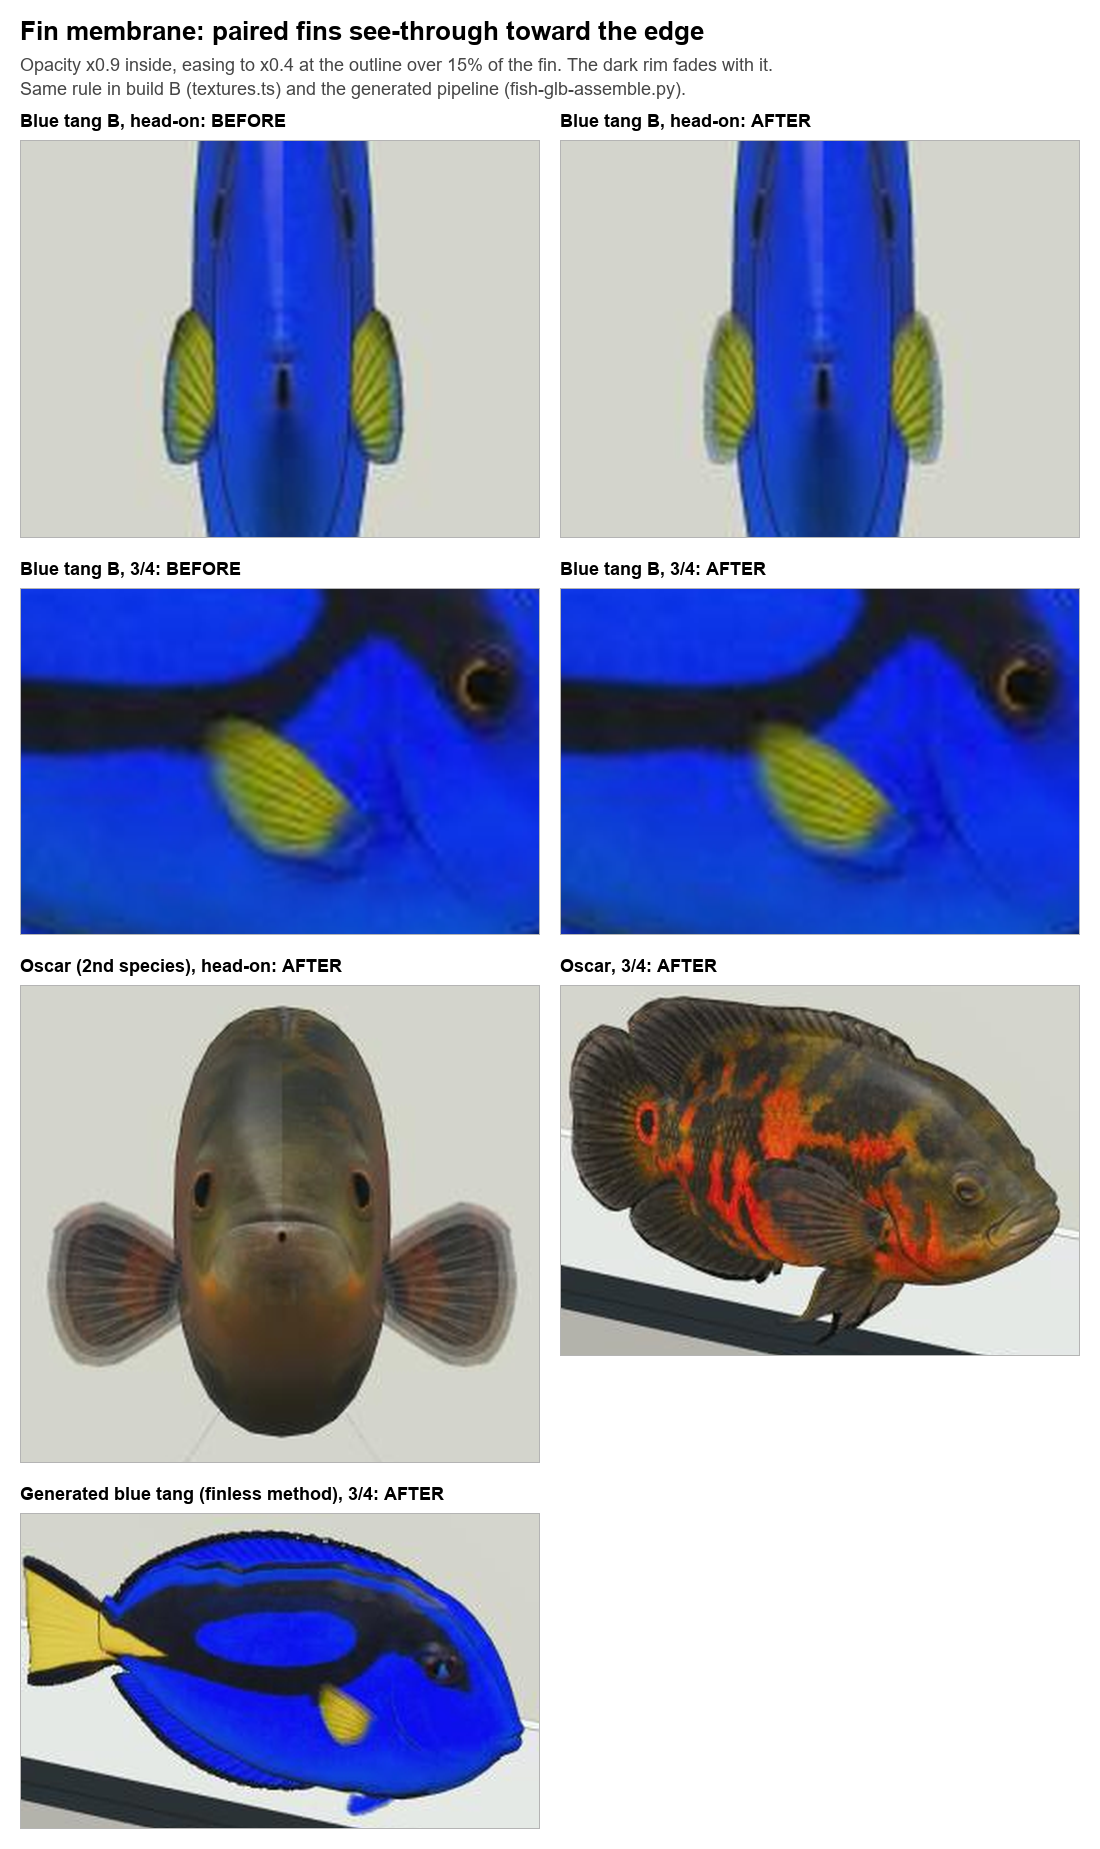 Fin membrane: paired fins see-through toward the edge
Opacity x0.9 inside, easing to x0.4 at the outline over 15% of the fin. The dark rim fades with it.
Same rule in build B (textures.ts) and the generated pipeline (fish-glb-assemble.py).
Blue tang B, head-on: BEFORE
Blue tang B, head-on: AFTER
Blue tang B, 3/4: BEFORE
Blue tang B, 3/4: AFTER
Oscar (2nd species), head-on: AFTER
Oscar, 3/4: AFTER
Generated blue tang (finless method), 3/4: AFTER